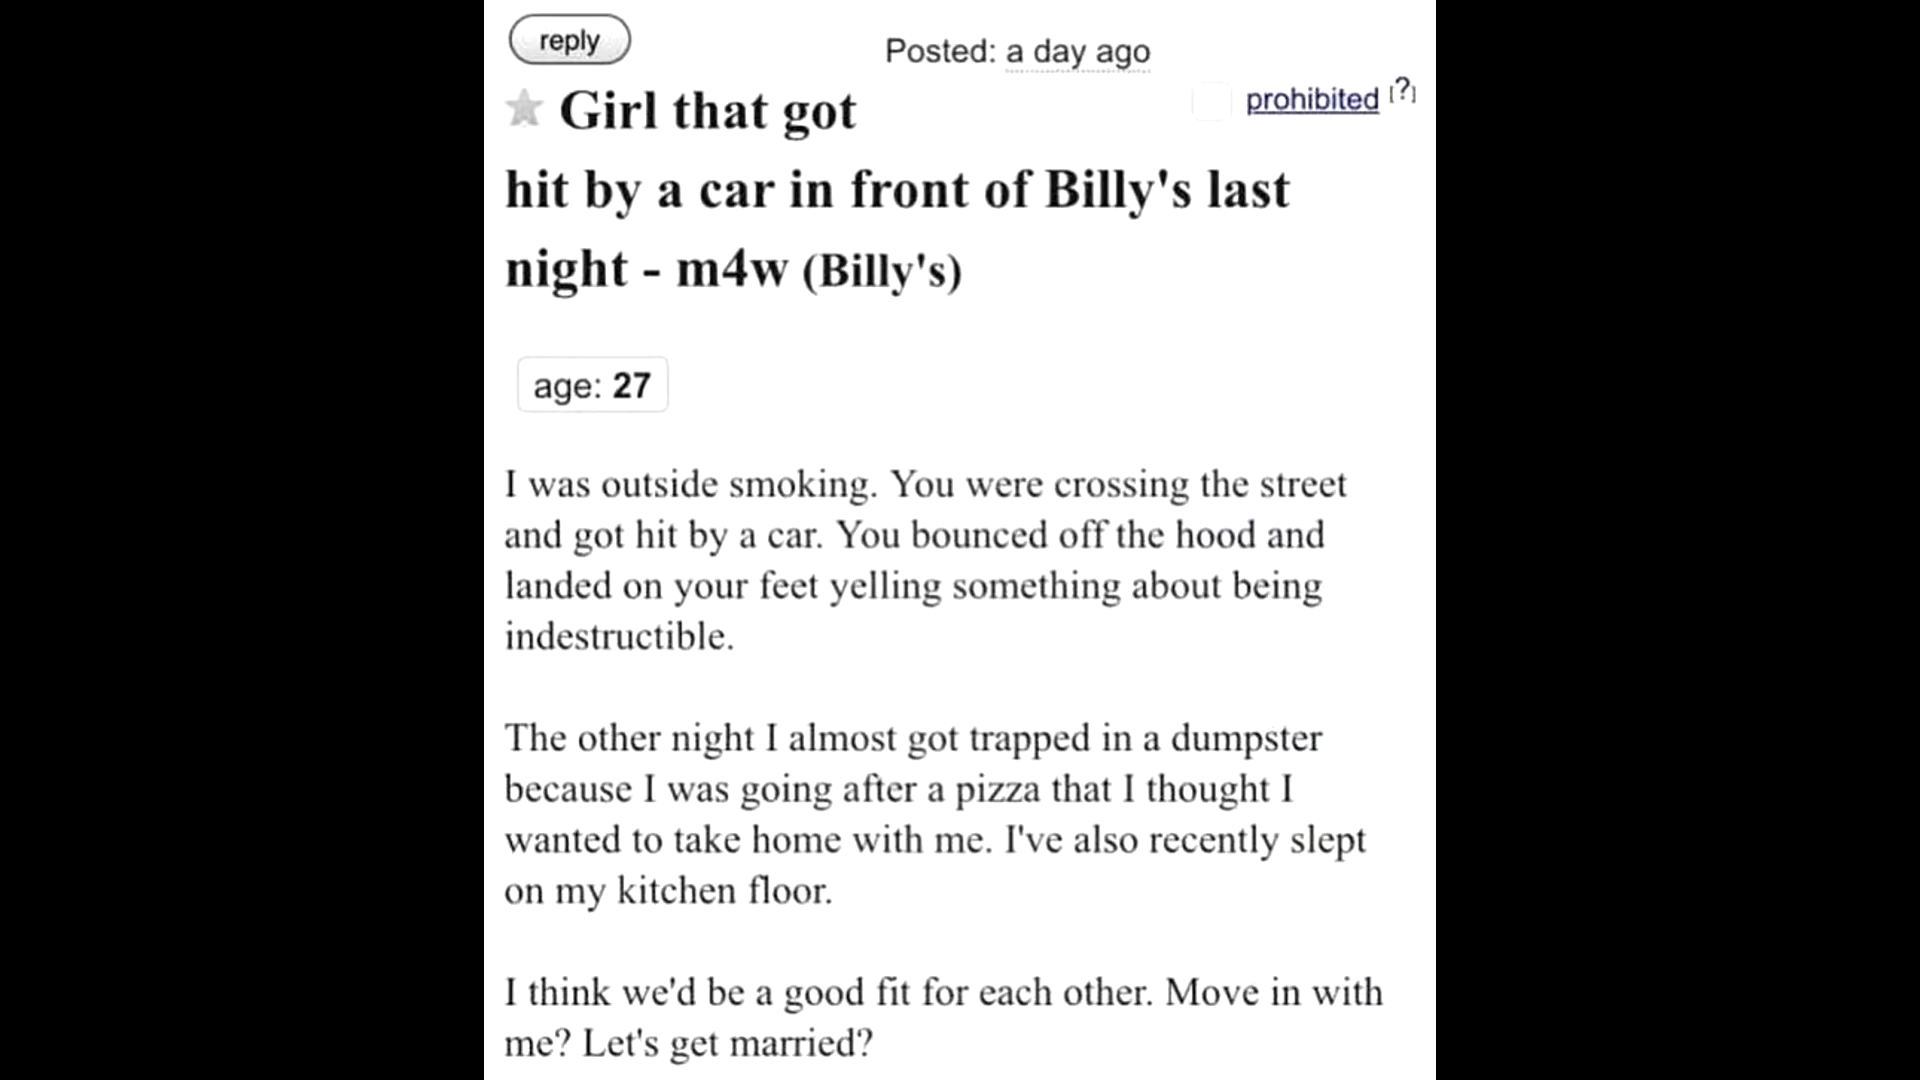 reply
Posted: a day ago
prohibited [?]
Girl that got
hit by a car in front of Billy's last
night - m4w (Billy's)
age: 27
I was outside smoking. You were crossing the street
and got hit by a car. You bounced off the hood and
landed on your feet yelling something about being
indestructible.
The other night I almost got trapped in a dumpster
because I was going after a pizza that I thought I
wanted to take home with me. I've also recently slept
on my kitchen floor.
I think we'd be a good fit for each other. Move in with
me? Let's get married?